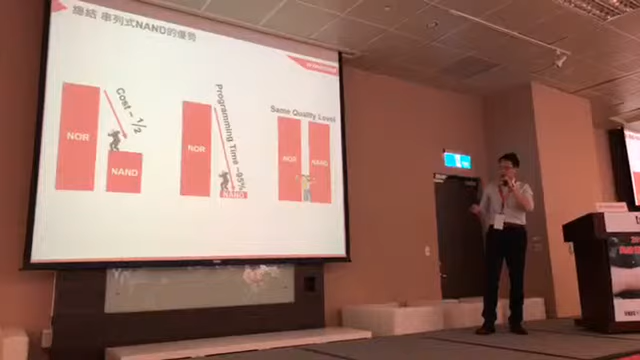 總結 串列式NAND的優勢
Cost ~ 1/2
NOR
NAND
Programming Time ~85%
NOR
NAND
Same Quality Level
NOR
NAND